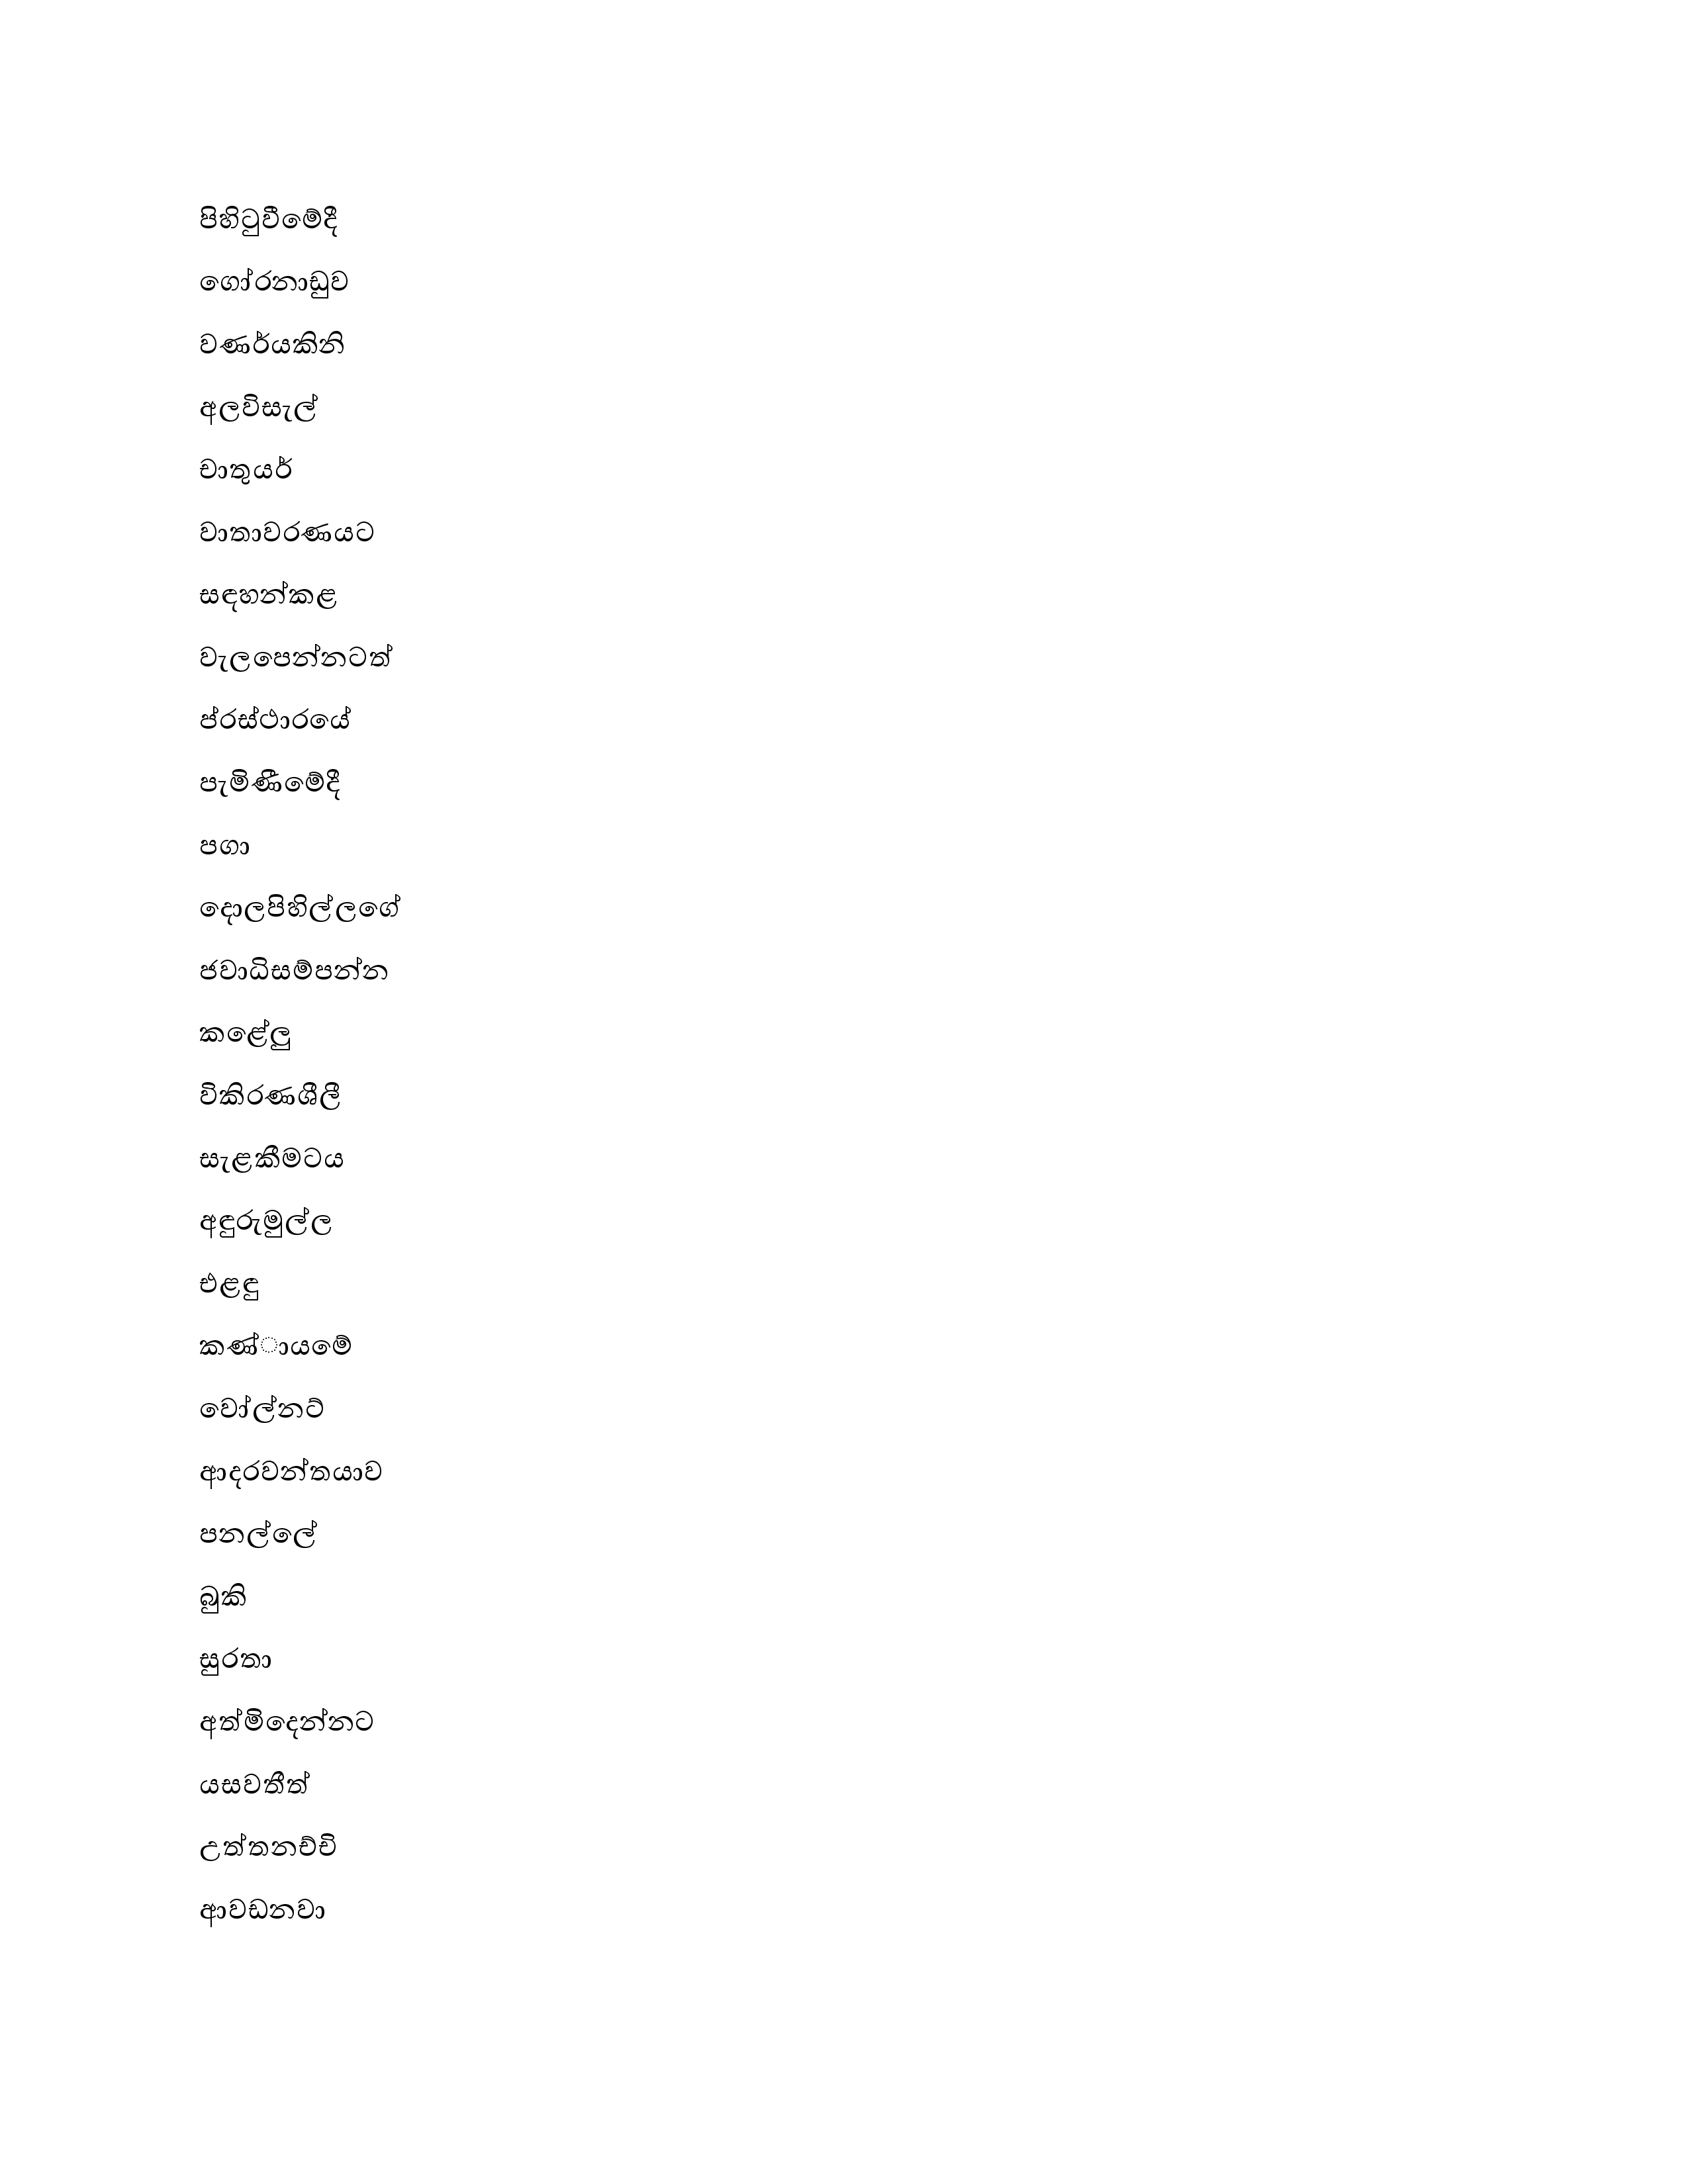 පිහිටුවීමේදී
ගෝරනාඩුව
වණර්යකිනි
අලවිසැල්
චාතුයර්
වාතාවරණයට
සඳහන්කළ
වැලපෙන්නටත්
ප්රස්ථාරයේ
පැමිණීමේදී
පගා
දොලපිහිල්ලගේ
ජවාධිසම්පන්න
කළේලු
විකිරණශීලී
සැළකීමටය
අඳුරුමුල්ල
එළඳු
කණ්ායමේ
වෝල්නට්
ආදරවන්තයාව
පනල්ලේ
බුකි
සුරතා
අත්මිදෙන්නට
යසවතීත්
උත්තනච්චි
ආවඩනවා